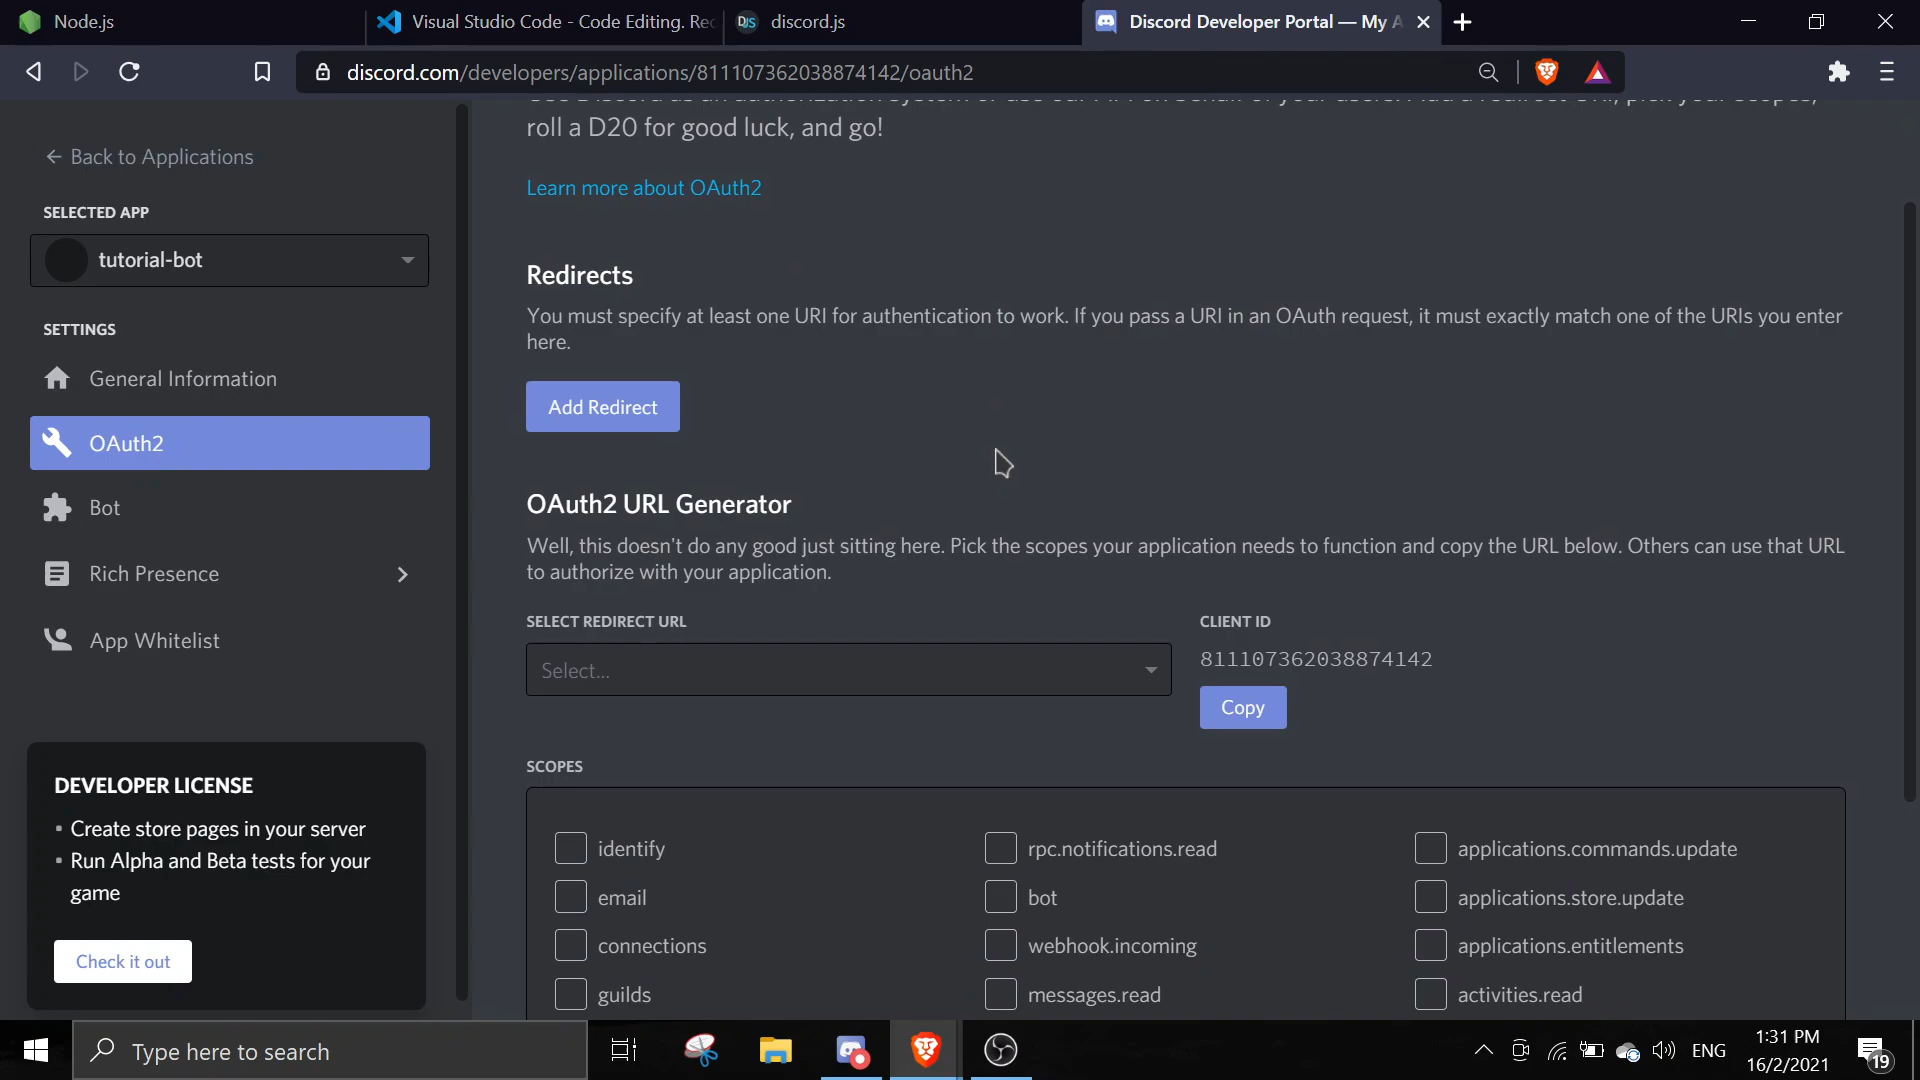 Node.js
Visual Studio Code - Code Editing. Rec
discord.js
Discord Developer Portal — My A
discord.com/developers/applications/811107362038874142/oauth2
roll a D20 for good luck, and go!
Learn more about OAuth2
← Back to Applications
SELECTED APP
tutorial-bot
SETTINGS
General Information
OAuth2
Bot
Rich Presence
App Whitelist
DEVELOPER LICENSE
• Create store pages in your server
• Run Alpha and Beta tests for your
game
Check it out
Redirects
You must specify at least one URI for authentication to work. If you pass a URI in an OAuth request, it must exactly match one of the URIs you enter
here.
Add Redirect
OAuth2 URL Generator
Well, this doesn't do any good just sitting here. Pick the scopes your application needs to function and copy the URL below. Others can use that URL
to authorize with your application.
SELECT REDIRECT URL
Select...
CLIENT ID
811107362038874142
Copy
SCOPES
identify
email
connections
guilds
rpc.notifications.read
bot
webhook.incoming
messages.read
applications.commands.update
applications.store.update
applications.entitlements
activities.read
Type here to search
ENG
1:31 PM
16/2/2021
19